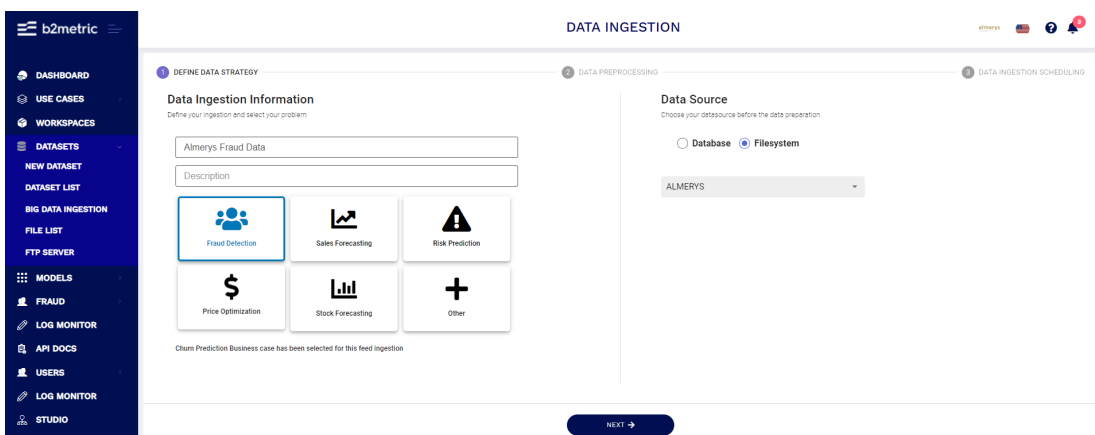 b2metric
DATA INGESTION
almerys
?
3
DASHBOARD
USE CASES
WORKSPACES
DATASETS
NEW DATASET
DATASET LIST
BIG DATA INGESTION
FILE LIST
FTP SERVER
MODELS
FRAUD
LOG MONITOR
API DOCS
USERS
LOG MONITOR
STUDIO
1 DEFINE DATA STRATEGY
2 DATA PREPROCESSING
3 DATA INGESTION SCHEDULING
Data Ingestion Information
Define your ingestion and select your problem
Almerys Fraud Data
Description
Fraud Detection
Sales Forecasting
Risk Prediction
Price Optimization
Stock Forecasting
Other
Churn Prediction Business case has been selected for this feed ingestion
Data Source
Choose your datasource before the data preparation
Database Filesystem
ALMERYS
NEXT →